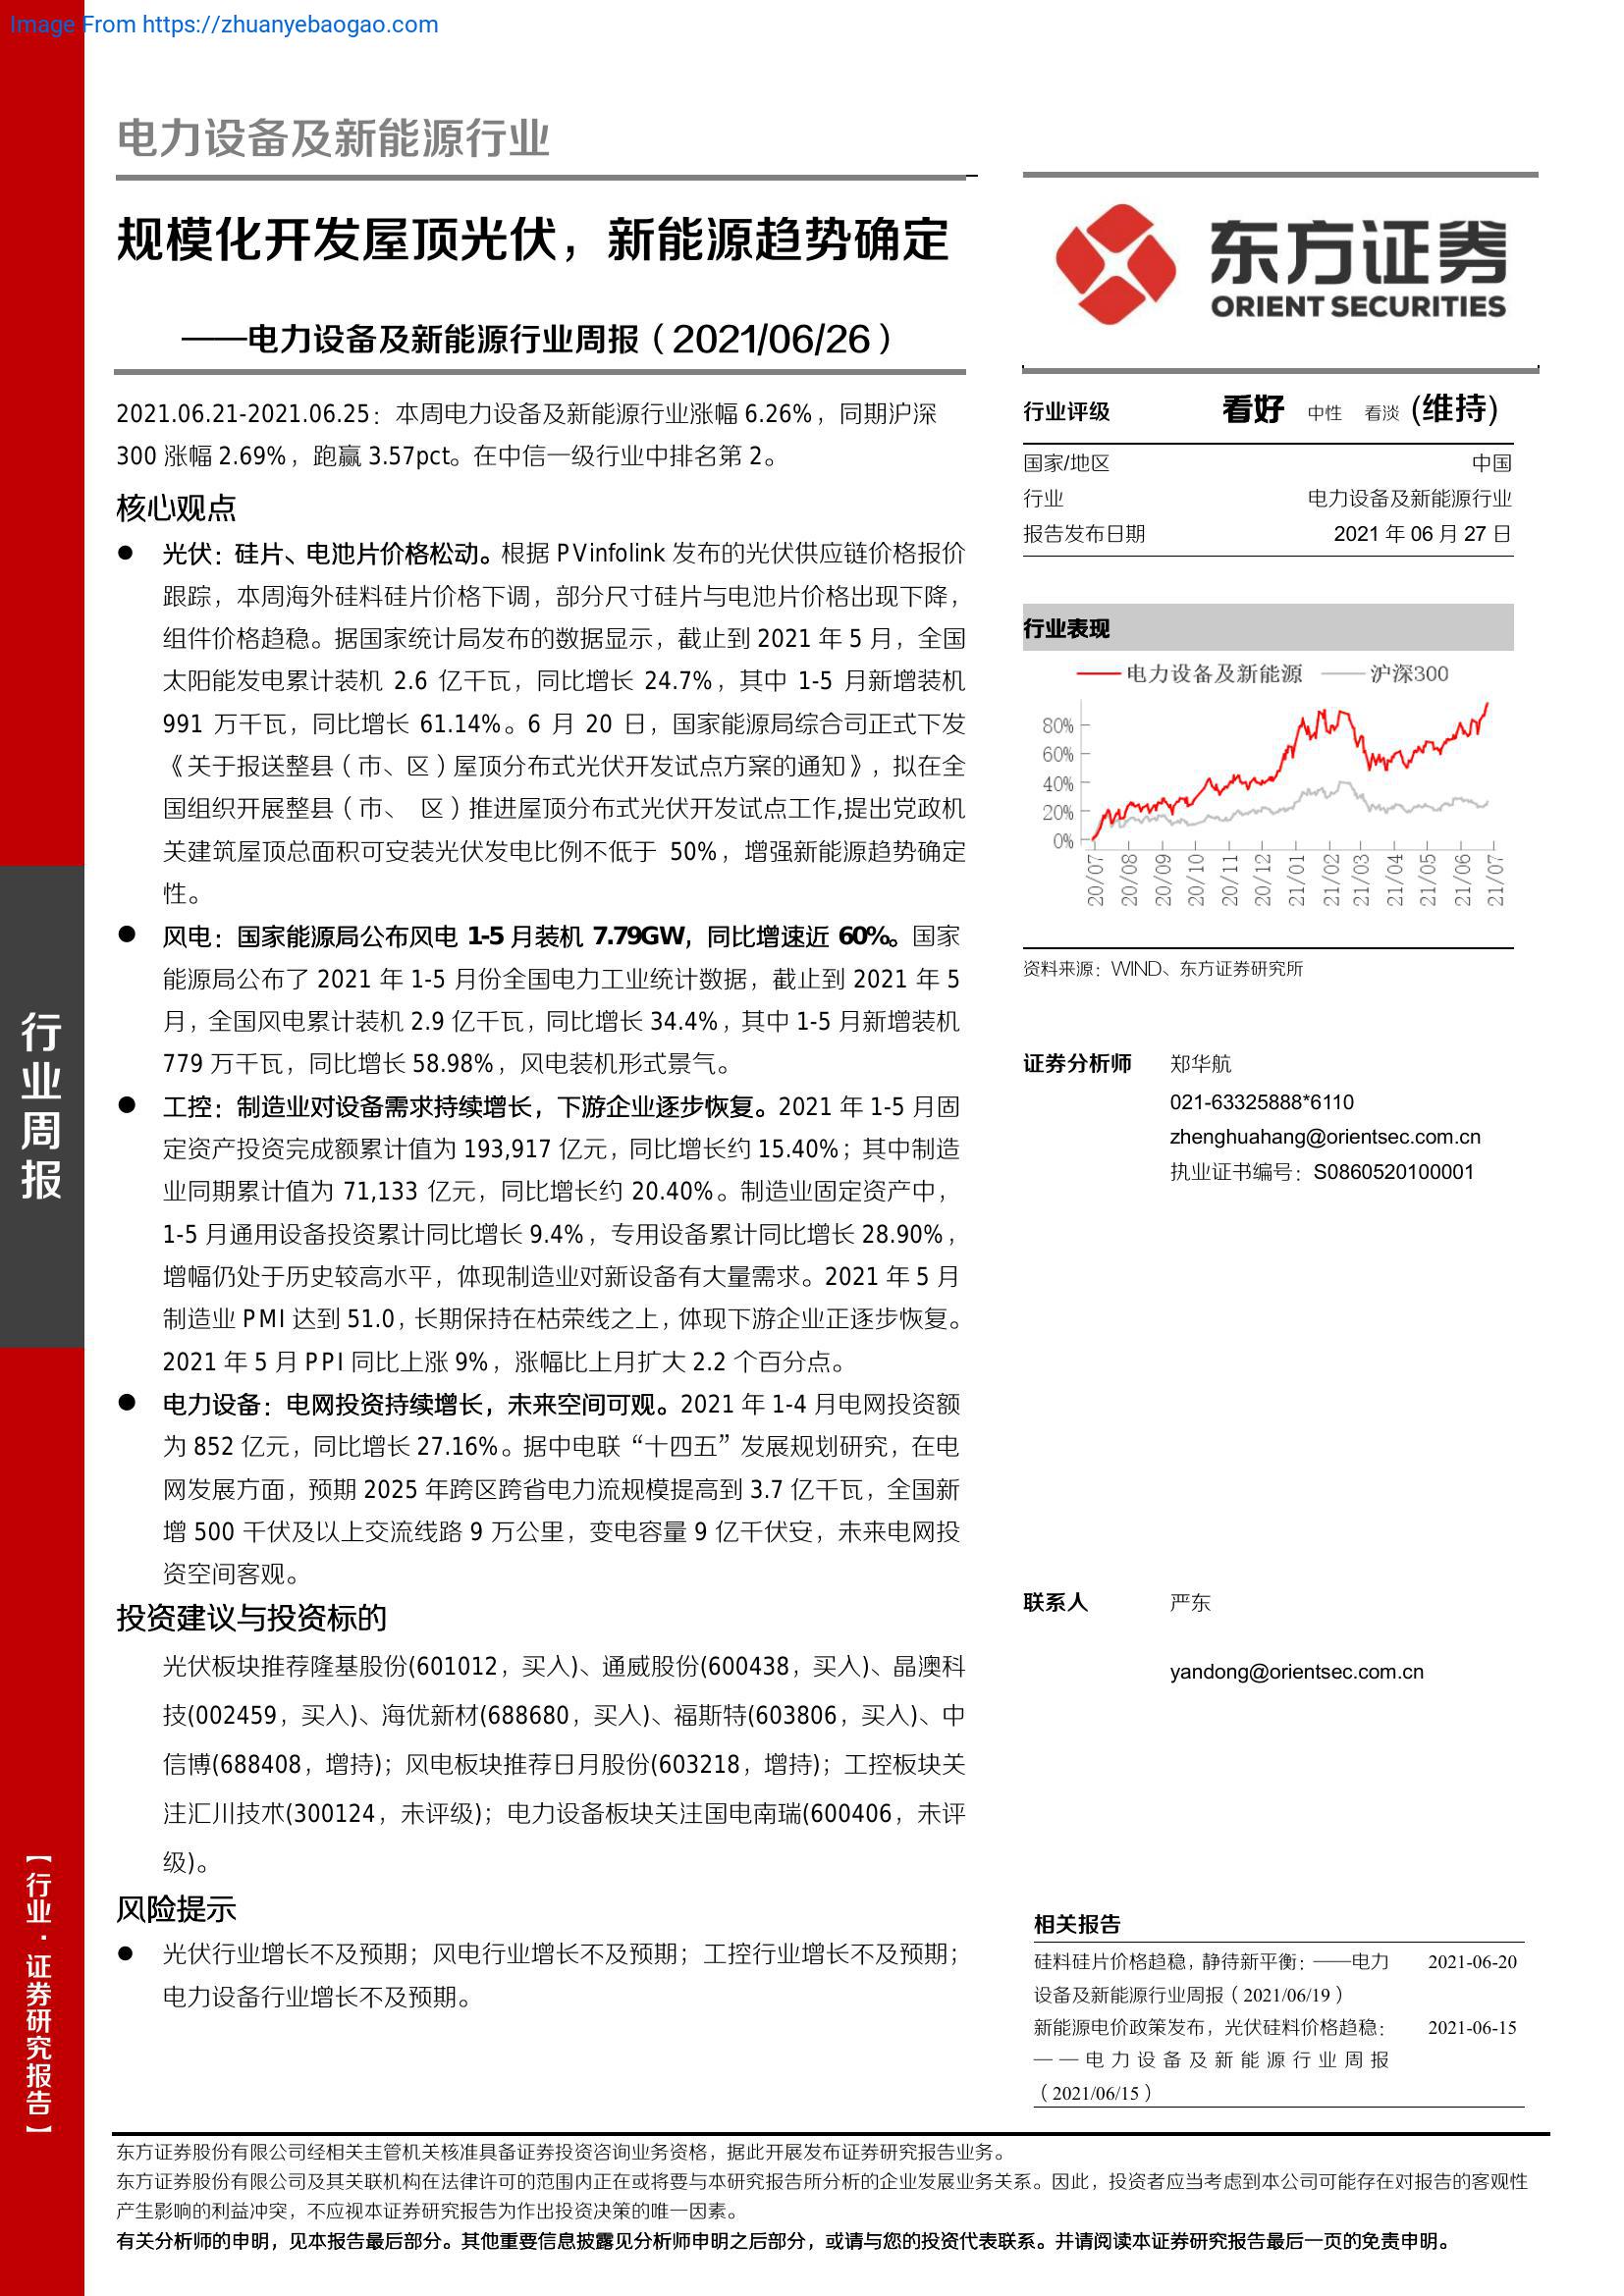 Image From https://zhuanyebaogao.com
电力设备及新能源行业
规模化开发屋顶光伏，新能源趋势确定
——电力设备及新能源行业周报（2021/06/26）
2021.06.21-2021.06.25：本周电力设备及新能源行业涨幅 6.26%，同期沪深
300 涨幅 2.69%，跑赢 3.57pct。在中信一级行业中排名第 2。
核心观点
● 光伏：硅片、电池片价格松动。根据 PVinfolink 发布的光伏供应链价格报价
跟踪，本周海外硅料硅片价格下调，部分尺寸硅片与电池片价格出现下降，
组件价格趋稳。据国家统计局发布的数据显示，截止到 2021 年 5 月，全国
太阳能发电累计装机 2.6 亿千瓦，同比增长 24.7%，其中 1-5 月新增装机
991 万千瓦，同比增长 61.14%。6 月 20 日，国家能源局综合司正式下发
《关于报送整县（市、区）屋顶分布式光伏开发试点方案的通知》，拟在全
国组织开展整县（市、 区）推进屋顶分布式光伏开发试点工作,提出党政机
关建筑屋顶总面积可安装光伏发电比例不低于 50%，增强新能源趋势确定
性。
● 风电：国家能源局公布风电 1-5 月装机 7.79GW，同比增速近 60%。国家
能源局公布了 2021 年 1-5 月份全国电力工业统计数据，截止到 2021 年 5
月，全国风电累计装机 2.9 亿千瓦，同比增长 34.4%，其中 1-5 月新增装机
779 万千瓦，同比增长 58.98%，风电装机形式景气。
● 工控：制造业对设备需求持续增长，下游企业逐步恢复。2021 年 1-5 月固
定资产投资完成额累计值为 193,917 亿元，同比增长约 15.40%；其中制造
业同期累计值为 71,133 亿元，同比增长约 20.40%。制造业固定资产中，
1-5 月通用设备投资累计同比增长 9.4%，专用设备累计同比增长 28.90%，
增幅仍处于历史较高水平，体现制造业对新设备有大量需求。2021 年 5 月
制造业 PMI 达到 51.0，长期保持在枯荣线之上，体现下游企业正逐步恢复。
2021 年 5 月 PPI 同比上涨 9%，涨幅比上月扩大 2.2 个百分点。
● 电力设备：电网投资持续增长，未来空间可观。2021 年 1-4 月电网投资额
为 852 亿元，同比增长 27.16%。据中电联“十四五”发展规划研究，在电
网发展方面，预期 2025 年跨区跨省电力流规模提高到 3.7 亿千瓦，全国新
增 500 千伏及以上交流线路 9 万公里，变电容量 9 亿千伏安，未来电网投
资空间客观。
投资建议与投资标的
光伏板块推荐隆基股份(601012，买入)、通威股份(600438，买入)、晶澳科
技(002459，买入)、海优新材(688680，买入)、福斯特(603806，买入)、中
信博(688408，增持)；风电板块推荐日月股份(603218，增持)；工控板块关
注汇川技术(300124，未评级)；电力设备板块关注国电南瑞(600406，未评
级)。
风险提示
● 光伏行业增长不及预期；风电行业增长不及预期；工控行业增长不及预期；
电力设备行业增长不及预期。
东方证券
ORIENT SECURITIES
行业评级 看好 中性 看淡 (维持)
国家/地区 中国
行业 电力设备及新能源行业
报告发布日期 2021 年 06 月 27 日
行业表现
电力设备及新能源 沪深300
80%
60%
40%
20%
0%
20/07 20/08 20/09 20/10 20/11 20/12 21/01 21/02 21/03 21/04 21/05 21/06 21/07
资料来源：WIND、东方证券研究所
证券分析师 郑华航
021-63325888*6110
zhenghuahang@orientsec.com.cn
执业证书编号：S0860520100001
联系人 严东
yandong@orientsec.com.cn
相关报告
硅料硅片价格趋稳，静待新平衡：——电力 2021-06-20
设备及新能源行业周报（2021/06/19）
新能源电价政策发布，光伏硅料价格趋稳： 2021-06-15
——电力设备及新能源行业周报
（2021/06/15）
行业周报
【行业·证券研究报告】
东方证券股份有限公司经相关主管机关核准具备证券投资咨询业务资格，据此开展发布证券研究报告业务。
东方证券股份有限公司及其关联机构在法律许可的范围内正在或将要与本研究报告所分析的企业发展业务关系。因此，投资者应当考虑到本公司可能存在对报告的客观性
产生影响的利益冲突，不应视本证券研究报告为作出投资决策的唯一因素。
有关分析师的申明，见本报告最后部分。其他重要信息披露见分析师申明之后部分，或请与您的投资代表联系。并请阅读本证券研究报告最后一页的免责申明。